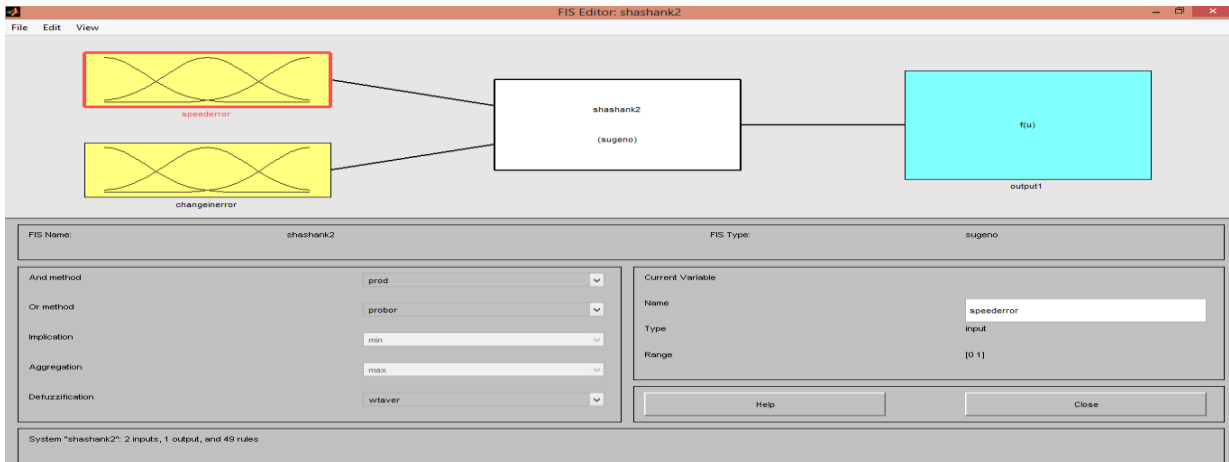 FIS Editor: shashank2
File Edit View
speederror
changeinerror
shashank2
(sugeno)
f(u)
output1
FIS Name: shashank2 FIS Type: sugeno
And method prod
Or method probor
Implication min
Aggregation max
Defuzzification wtaver
Current Variable
Name speederror
Type input
Range [0 1]
Help Close
System "shashank2": 2 inputs, 1 output, and 49 rules